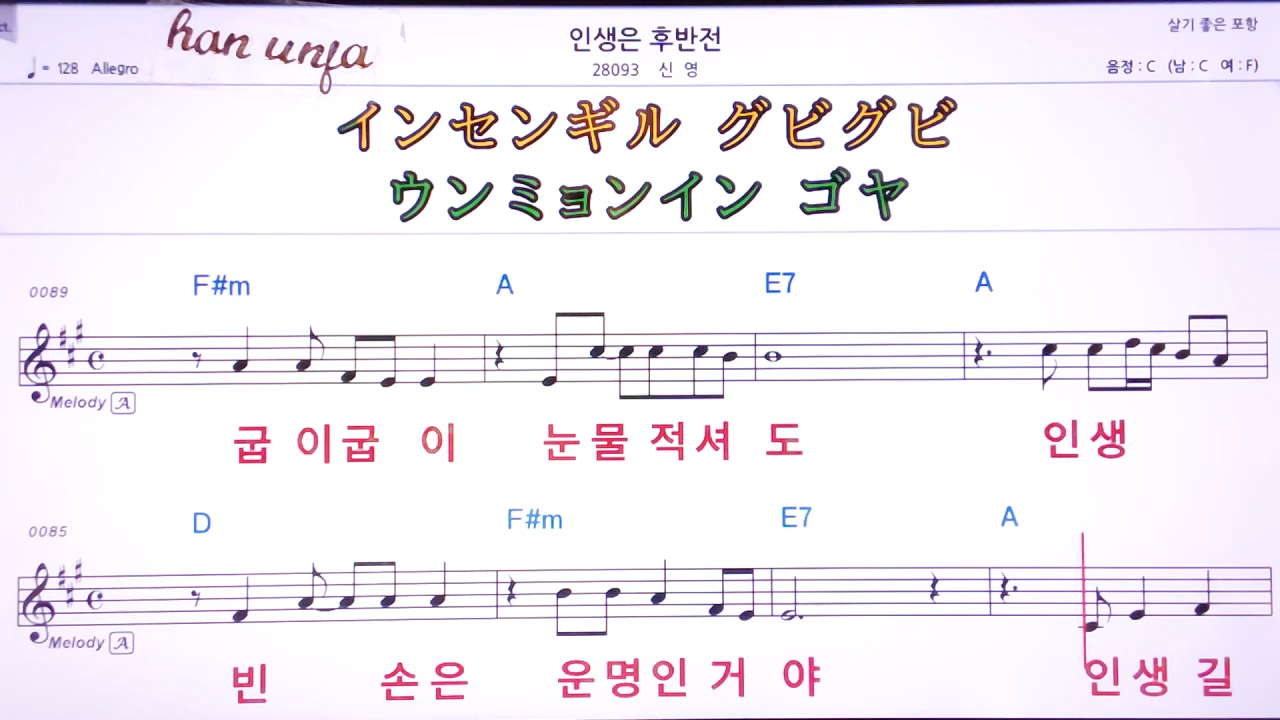 han unja
인생은 후반전
살기 좋은 포항
♩= 128 Allegro
28093 신 영
음정 : C (남 : C 여 : F)
インセンギル グビグビ
ウンミョンイン ゴヤ
0089
F#m A E7 A
Melody A
굽 이굽 이 눈물 적셔 도 인생
0085
D F#m E7 A
Melody A
빈 손은 운명인 거 야 인생 길